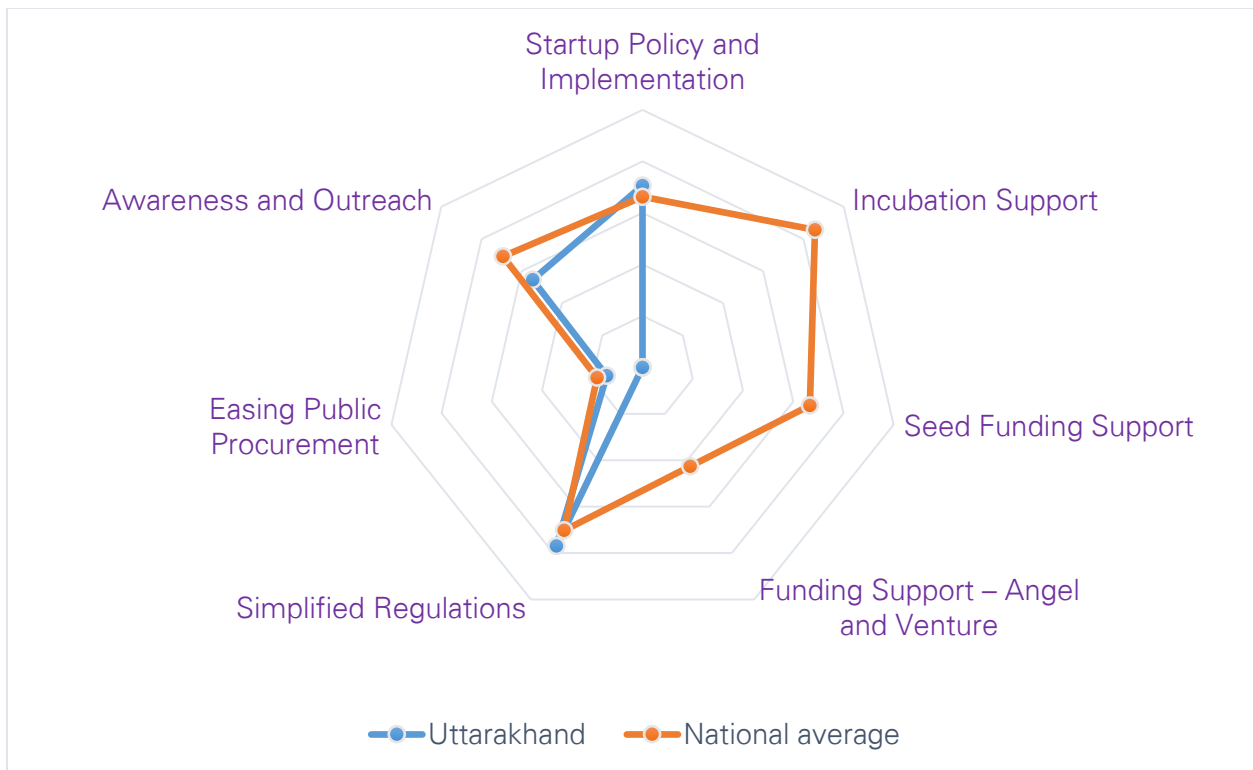 Startup Policy and
Implementation
Awareness and Outreach
Incubation Support
Easing Public
Procurement
Seed Funding Support
Simplified Regulations
Funding Support – Angel
and Venture
Uttarakhand
National average